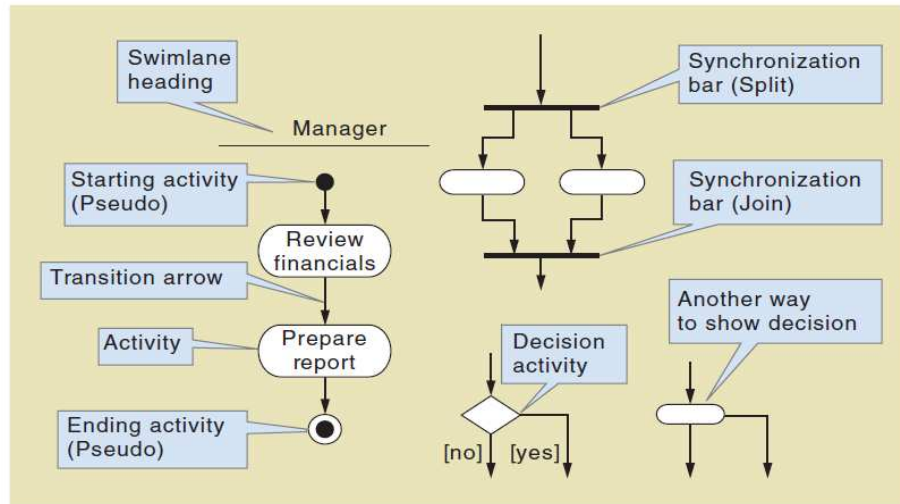 Swimlane
heading
Manager
Starting activity
(Pseudo)
Review
financials
Transition arrow
Activity
Prepare
report
Ending activity
(Pseudo)
Synchronization
bar (Split)
Synchronization
bar (Join)
Decision
activity
[no]
[yes]
Another way
to show decision